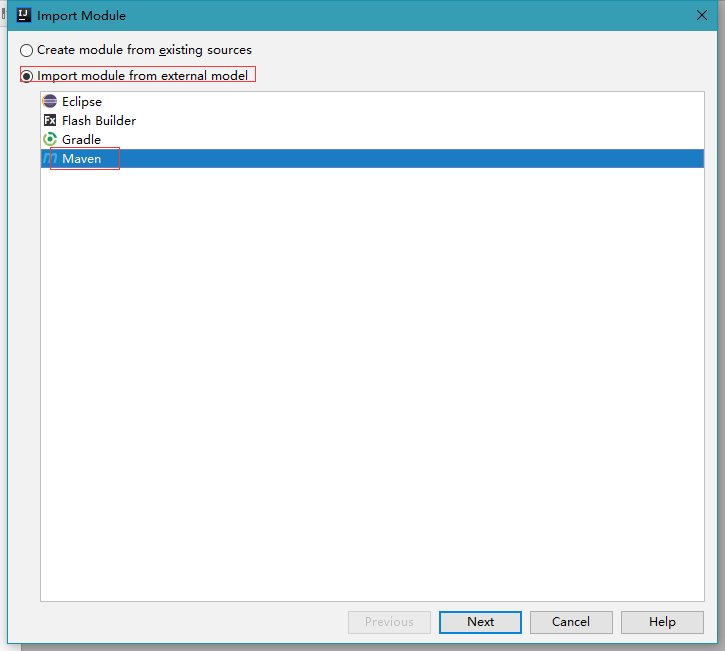 Import Module
Create module from existing sources
Import module from external model
Eclipse
Flash Builder
Gradle
Maven
Previous Next Cancel Help